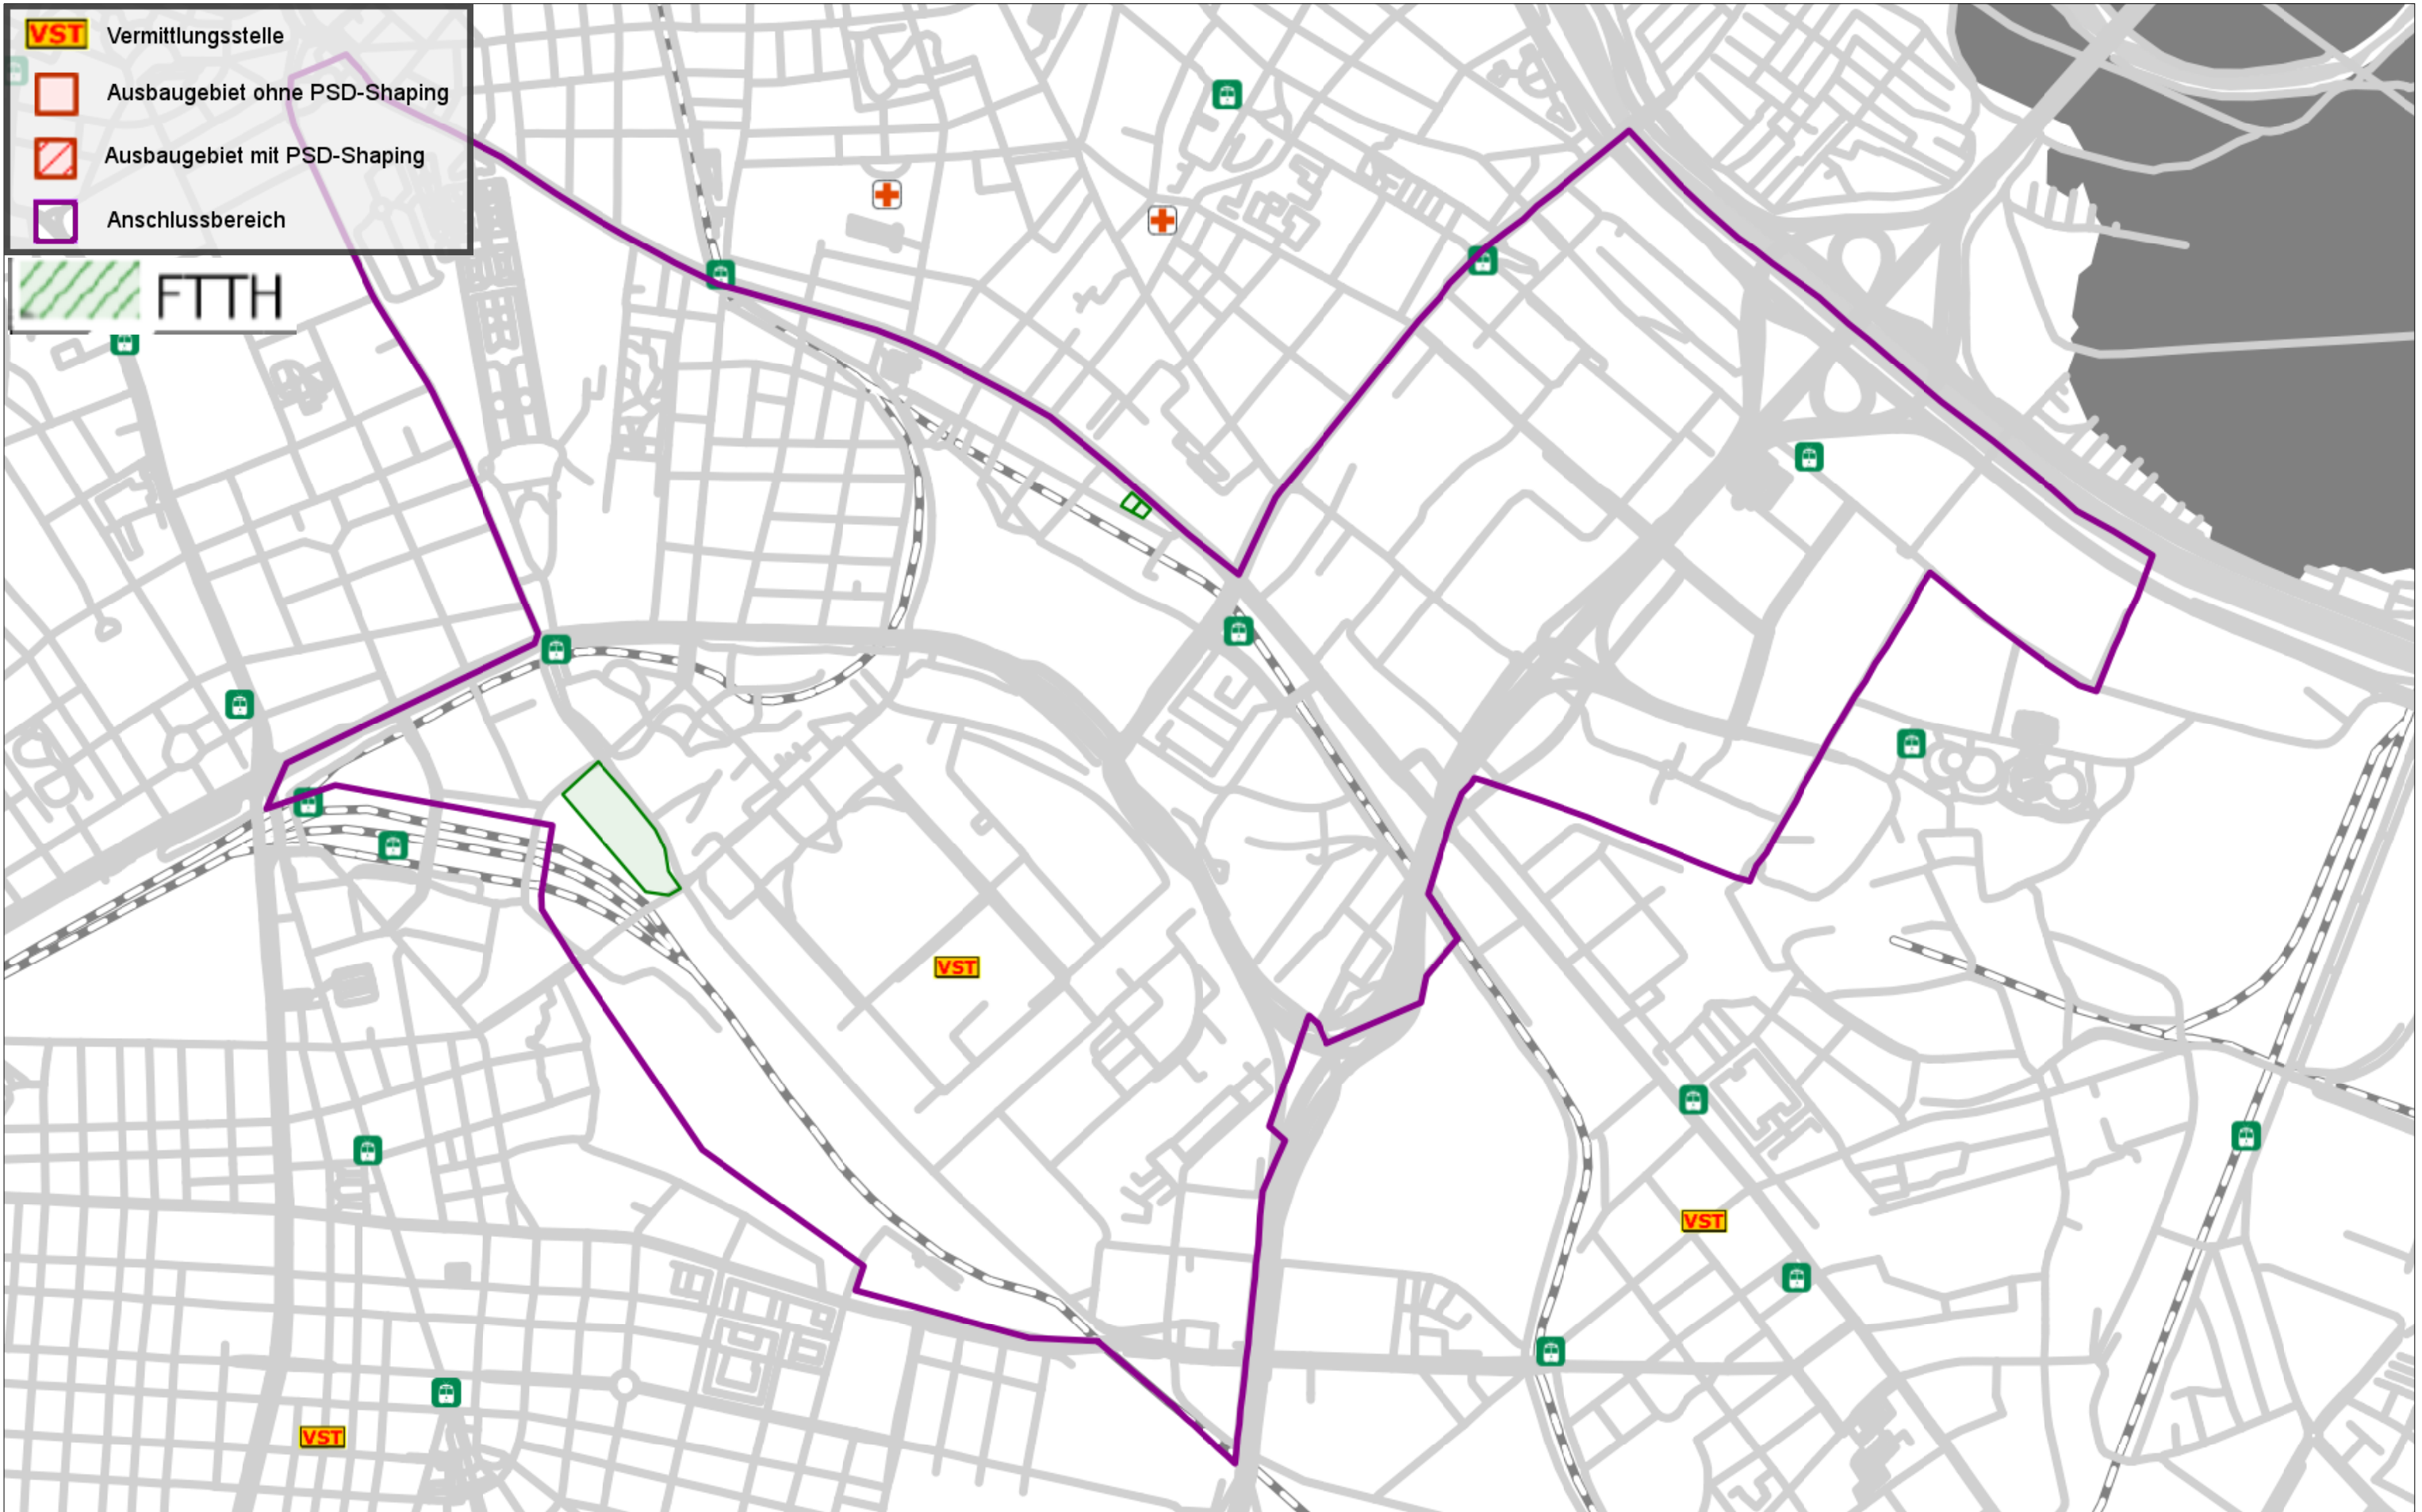 VST Vermittlungsstelle
Ausbaugebiet ohne PSD-Shaping
Ausbaugebiet mit PSD-Shaping
Anschlussbereich
FTTH
VST
VST
VST